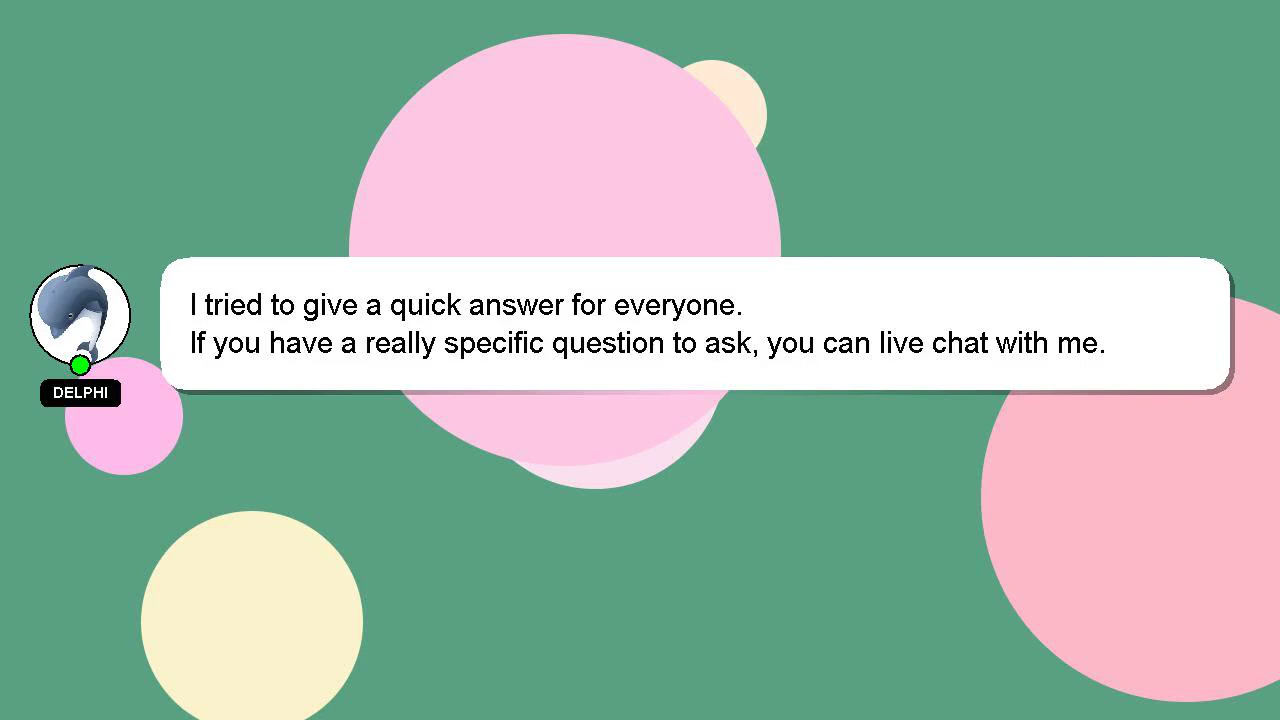 I tried to give a quick answer for everyone.
If you have a really specific question to ask, you can live chat with me.
DELPHI